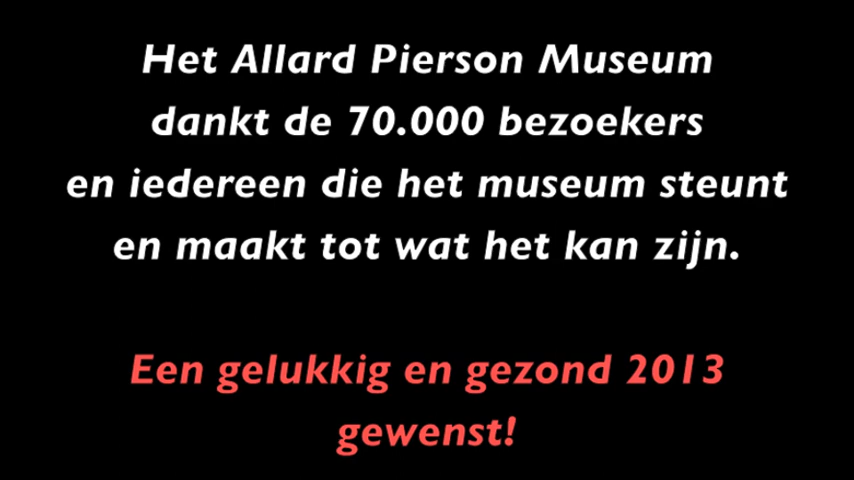 Het Allard Pierson Museum
dankt de 70.000 bezoekers
en iedereen die het museum steunt
en maakt tot wat het kan zijn.
Een gelukkig en gezond 2013
gewenst!